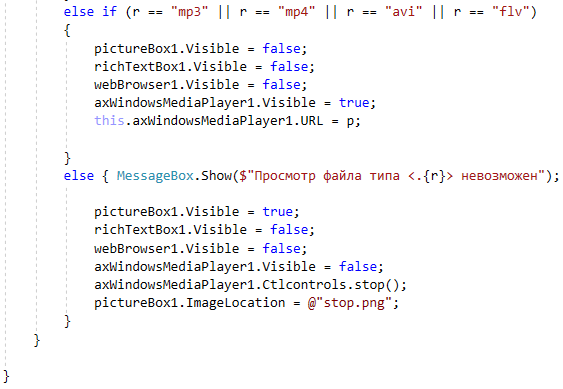 else if (r == "mp3" || r == "mp4" || r == "avi" || r == "flv")
{
pictureBox1.Visible = false;
richTextBox1.Visible = false;
webBrowser1.Visible = false;
axWindowsMediaPlayer1.Visible = true;
this.axWindowsMediaPlayer1.URL = p;
}
else { MessageBox.Show($"Просмотр файла типа <.{r}> невозможен");
pictureBox1.Visible = true;
richTextBox1.Visible = false;
webBrowser1.Visible = false;
axWindowsMediaPlayer1.Visible = false;
axWindowsMediaPlayer1.Ctlcontrols.stop();
pictureBox1.ImageLocation = @"stop.png";
}
}
}